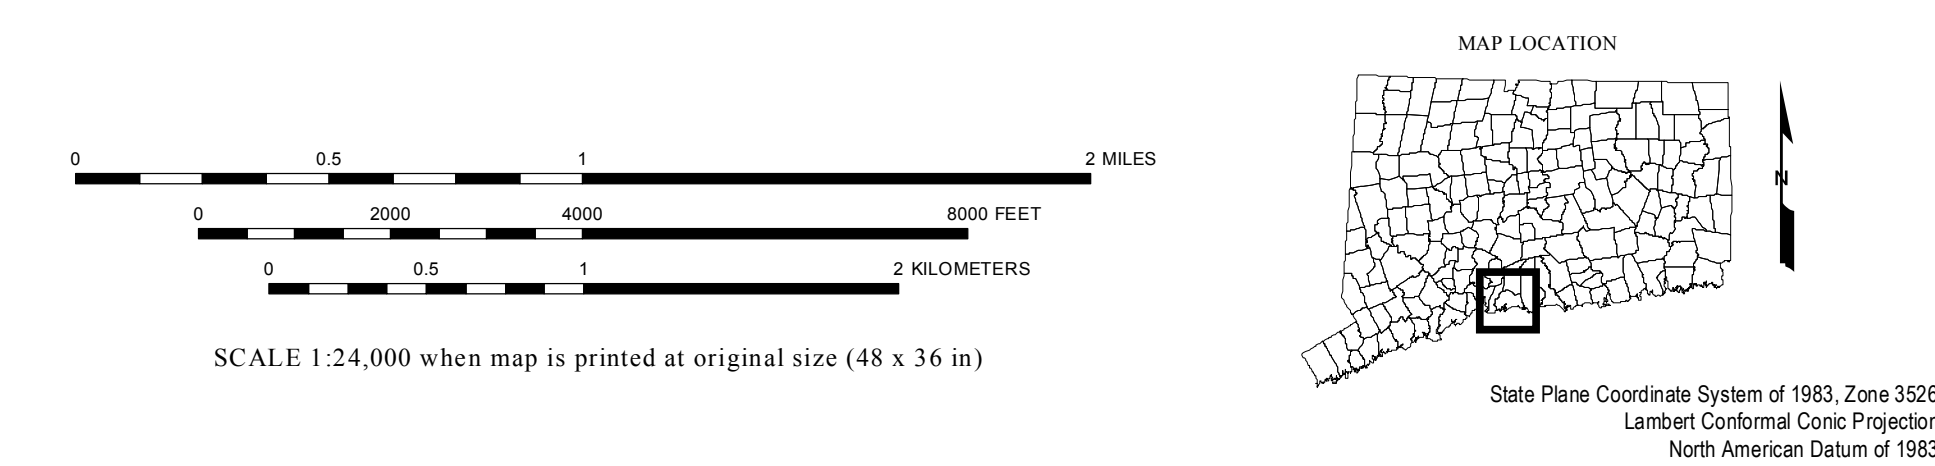 MAP LOCATION
0 0.5 1 2 MILES
0 2000 4000 8000 FEET
0 0.5 1 2 KILOMETERS
N
SCALE 1:24,000 when map is printed at original size (48 x 36 in)
State Plane Coordinate System of 1983, Zone 3526
Lambert Conformal Conic Projection
North American Datum of 1983